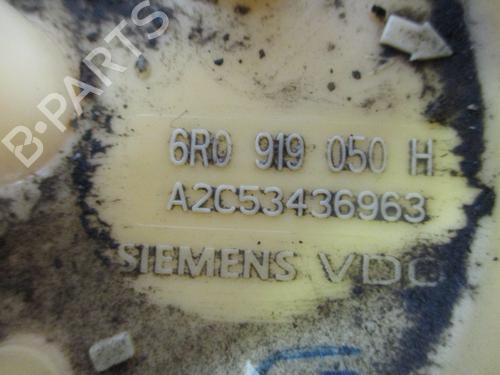 B-PARTS
6R0 919 050 H
A2C53436963
SIEMENS VDO